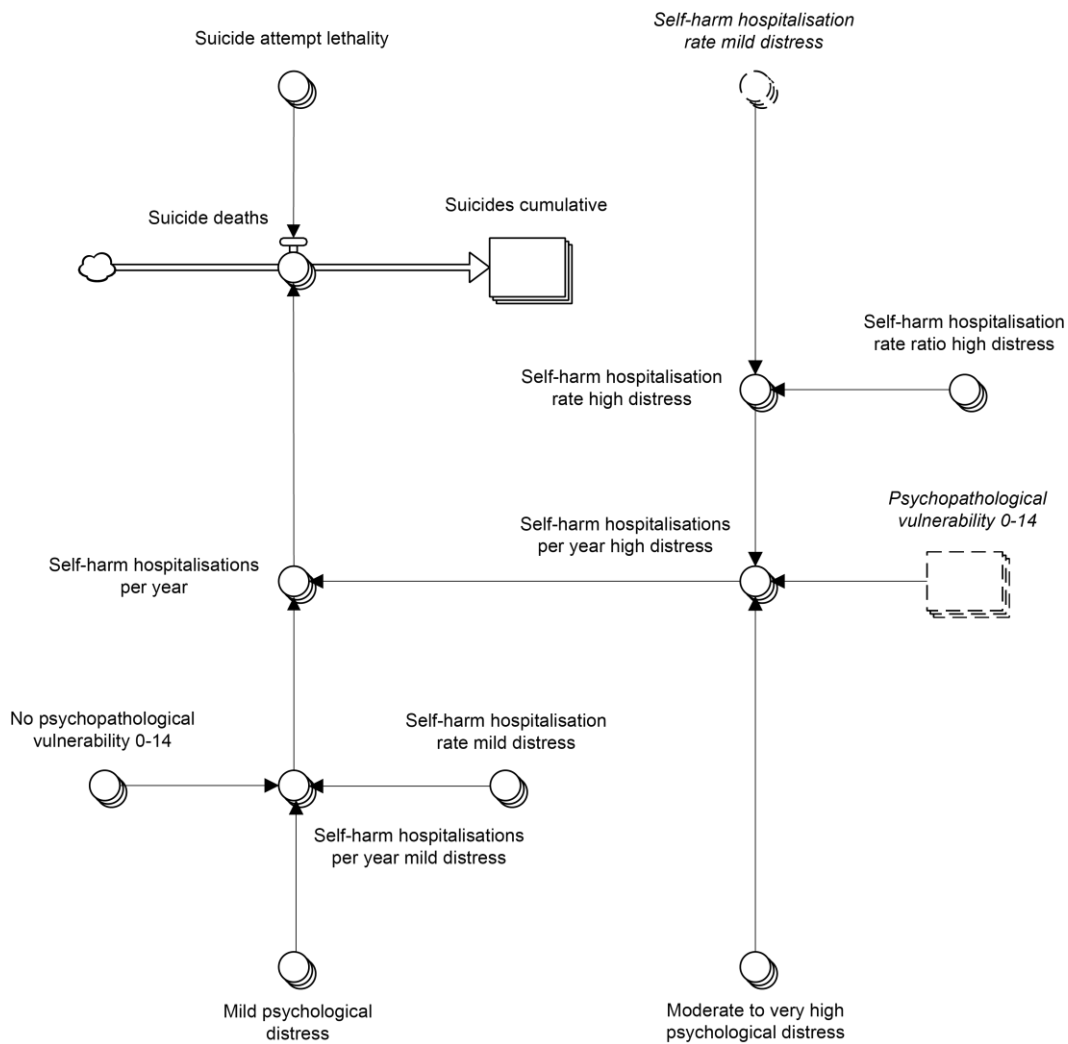 Suicide attempt lethality
Self-harm hospitalisation
rate mild distress
Suicide deaths
Suicides cumulative
Self-harm hospitalisation
rate ratio high distress
Self-harm hospitalisation
rate high distress
Psychopathological
vulnerability 0-14
Self-harm hospitalisations
per year high distress
Self-harm hospitalisations
per year
No psychopathological
vulnerability 0-14
Self-harm hospitalisation
rate mild distress
Self-harm hospitalisations
per year mild distress
Mild psychological
distress
Moderate to very high
psychological distress